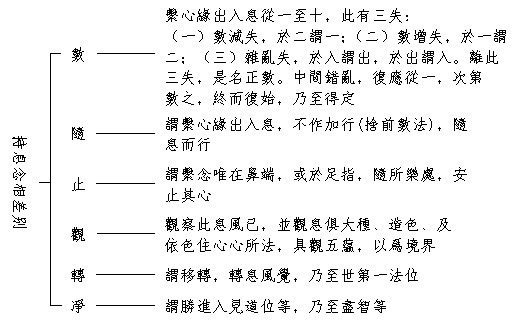 持息念相差別
數
繫心緣出入息從一至十，此有三失：
（一）數減失，於二謂一；（二）數增失，於一謂
二；（三）雜亂失，於入謂出，於出謂入。離此
三失，是名正數。中間錯亂，復應從一，次第
數之，終而復始，乃至得定
隨
謂繫心緣出入息，不作加行(捨前數法)，隨
息而行
止
謂繫念唯在鼻端，或於足指，隨所樂處，安
止其心
觀
觀察此息風已，並觀息俱大種、造色、及
依色住心心所法，具觀五蘊，以爲境界
轉
謂移轉，轉息風覺，乃至世第一法位
凈
謂勝進入見道位等，乃至盡智等